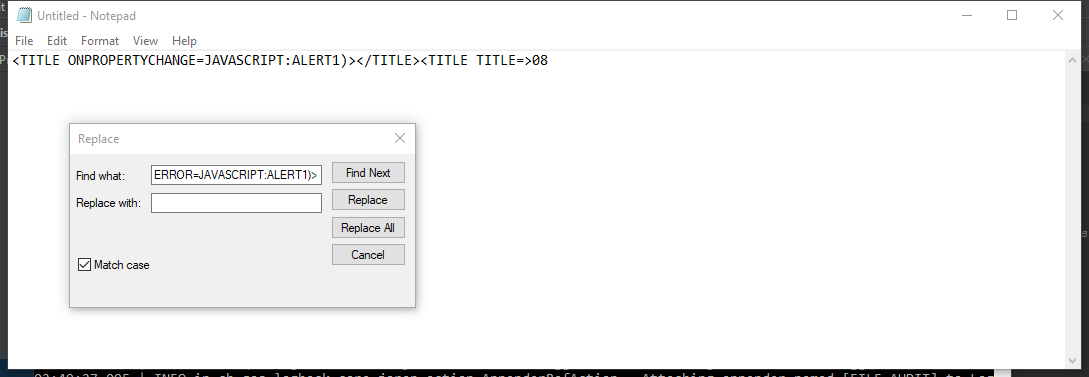 Untitled - Notepad
File Edit Format View Help
<TITLE ONPROPERTYCHANGE=JAVASCRIPT:ALERT1)></TITLE><TITLE TITLE=>08
Replace
Find what: ERROR=JAVASCRIPT:ALERT1)> Find Next
Replace with: Replace
Replace All
Cancel
Match case